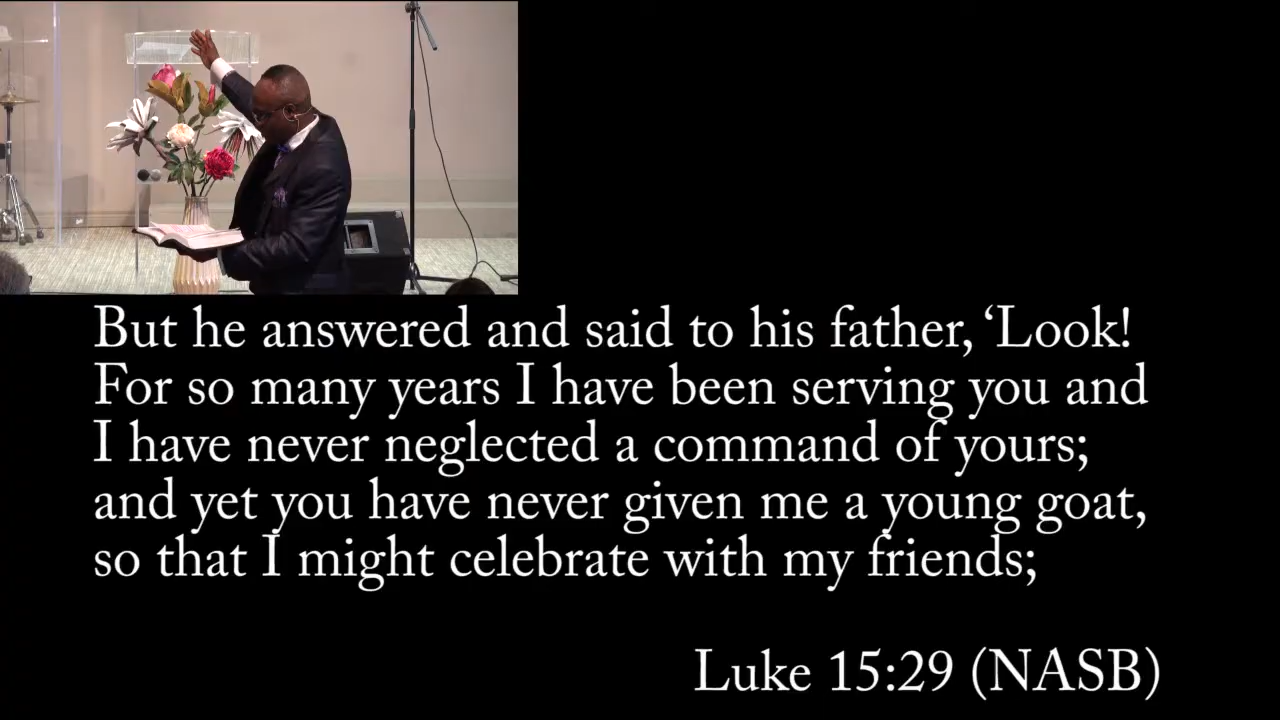 But he answered and said to his father, ‘Look!
For so many years I have been serving you and
I have never neglected a command of yours;
and yet you have never given me a young goat,
so that I might celebrate with my friends;
Luke 15:29 (NASB)